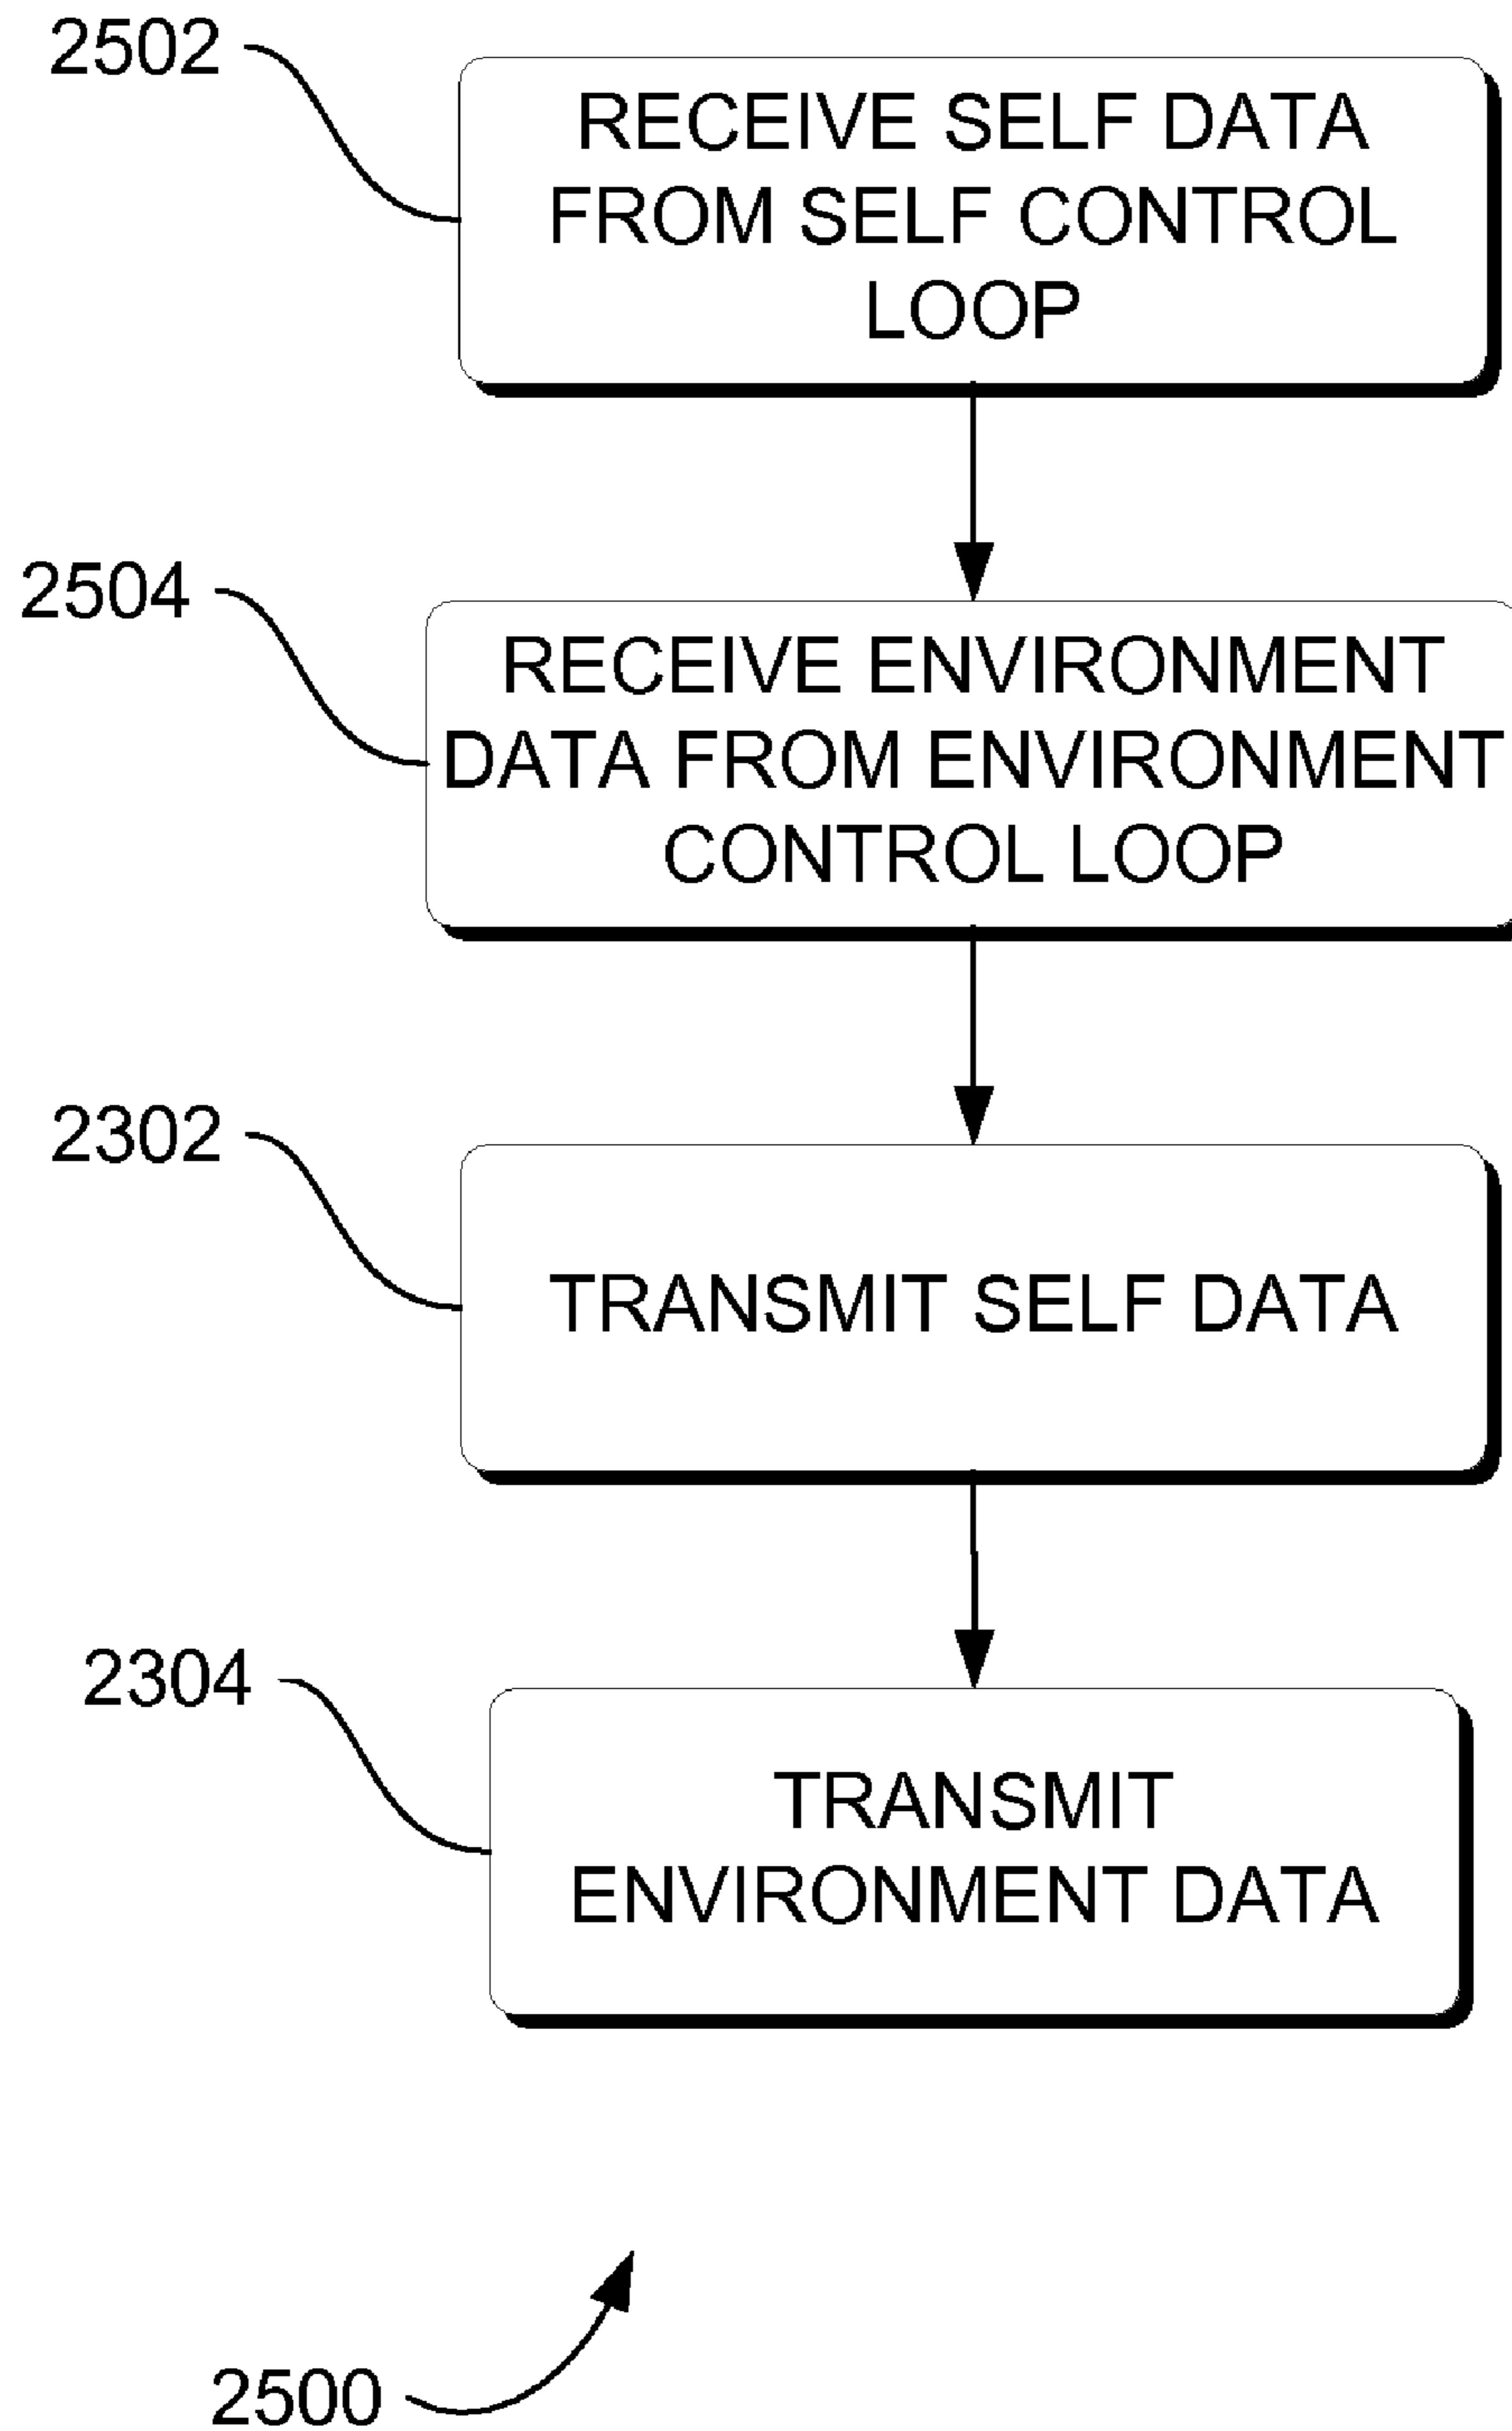 2502
RECEIVE SELF DATA
FROM SELF CONTROL
LOOP
2504
RECEIVE ENVIRONMENT
DATA FROM ENVIRONMENT
CONTROL LOOP
2302
TRANSMIT SELF DATA
2304
TRANSMIT
ENVIRONMENT DATA
2500